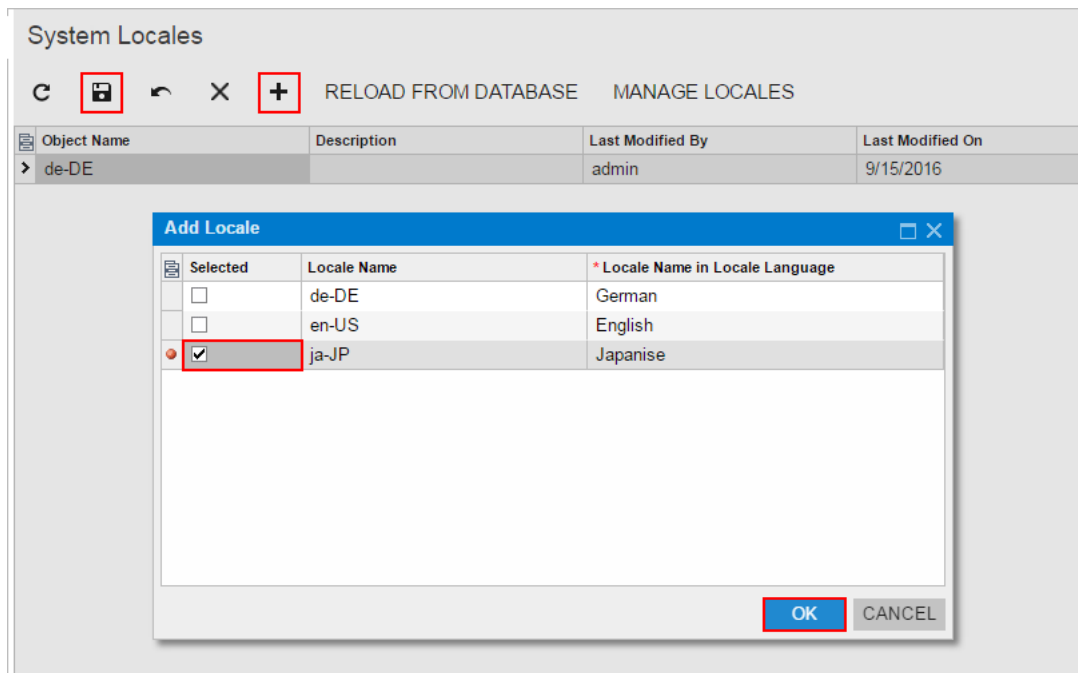 System Locales
RELOAD FROM DATABASE MANAGE LOCALES
Object Name Description Last Modified By Last Modified On
de-DE admin 9/15/2016
Add Locale
Selected Locale Name * Locale Name in Locale Language
de-DE German
en-US English
ja-JP Japanise
OK CANCEL